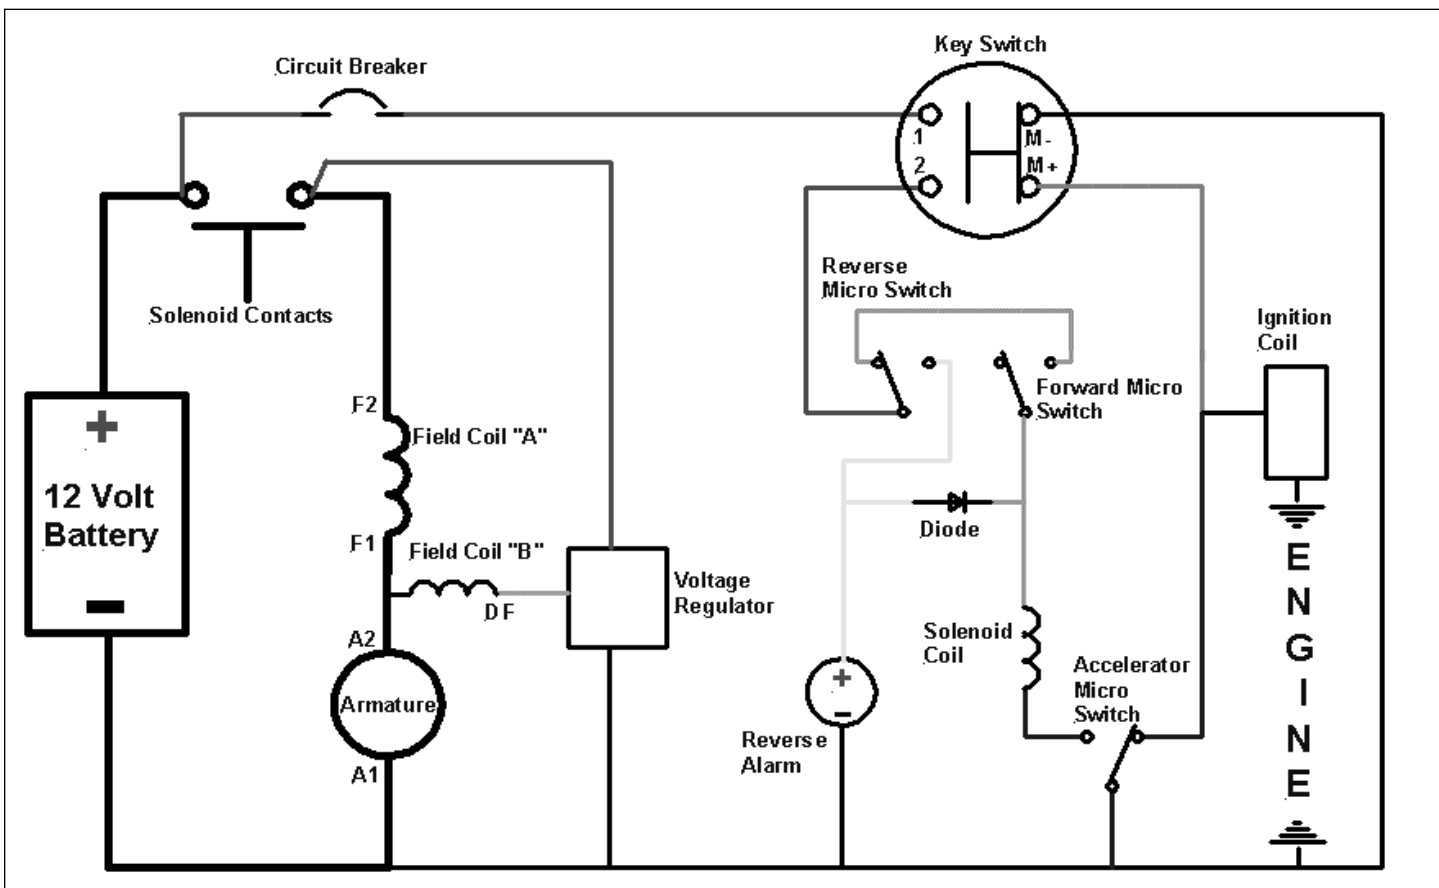 Key Switch
Circuit Breaker
1
M -
2
M +
Reverse
Micro Switch
Solenoid Contacts
Ignition
Coil
Forward Micro
Switch
F2
Field Coil "A"
+
12 Volt
Battery
-
F1
Field Coil "B"
Diode
Voltage
Regulator
D F
A2
Solenoid
Coil
Accelerator
Micro
Switch
+
-
Armature
Reverse
Alarm
A1
E
N
G
I
N
E